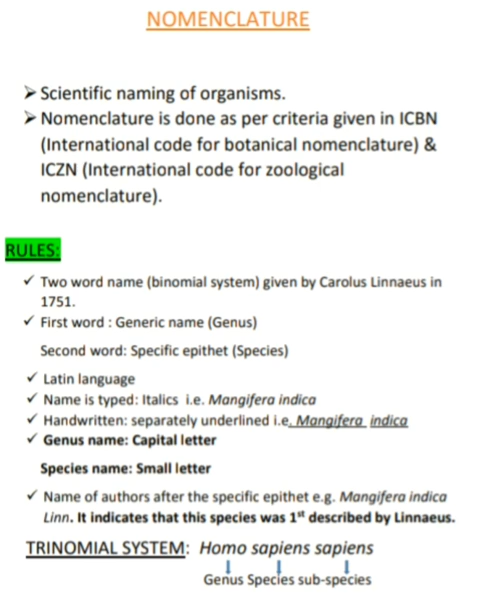 NOMENCLATURE
➢ Scientific naming of organisms.
➢ Nomenclature is done as per criteria given in ICBN
(International code for botanical nomenclature) &
ICZN (International code for zoological
nomenclature).
RULES:
✓ Two word name (binomial system) given by Carolus Linnaeus in
1751.
✓ First word : Generic name (Genus)
Second word: Specific epithet (Species)
✓ Latin language
✓ Name is typed: Italics i.e. Mangifera indica
✓ Handwritten: separately underlined i.e. Mangifera indica
✓ Genus name: Capital letter
Species name: Small letter
✓ Name of authors after the specific epithet e.g. Mangifera indica
Linn. It indicates that this species was 1st described by Linnaeus.
TRINOMIAL SYSTEM: Homo sapiens sapiens
Genus Species sub-species